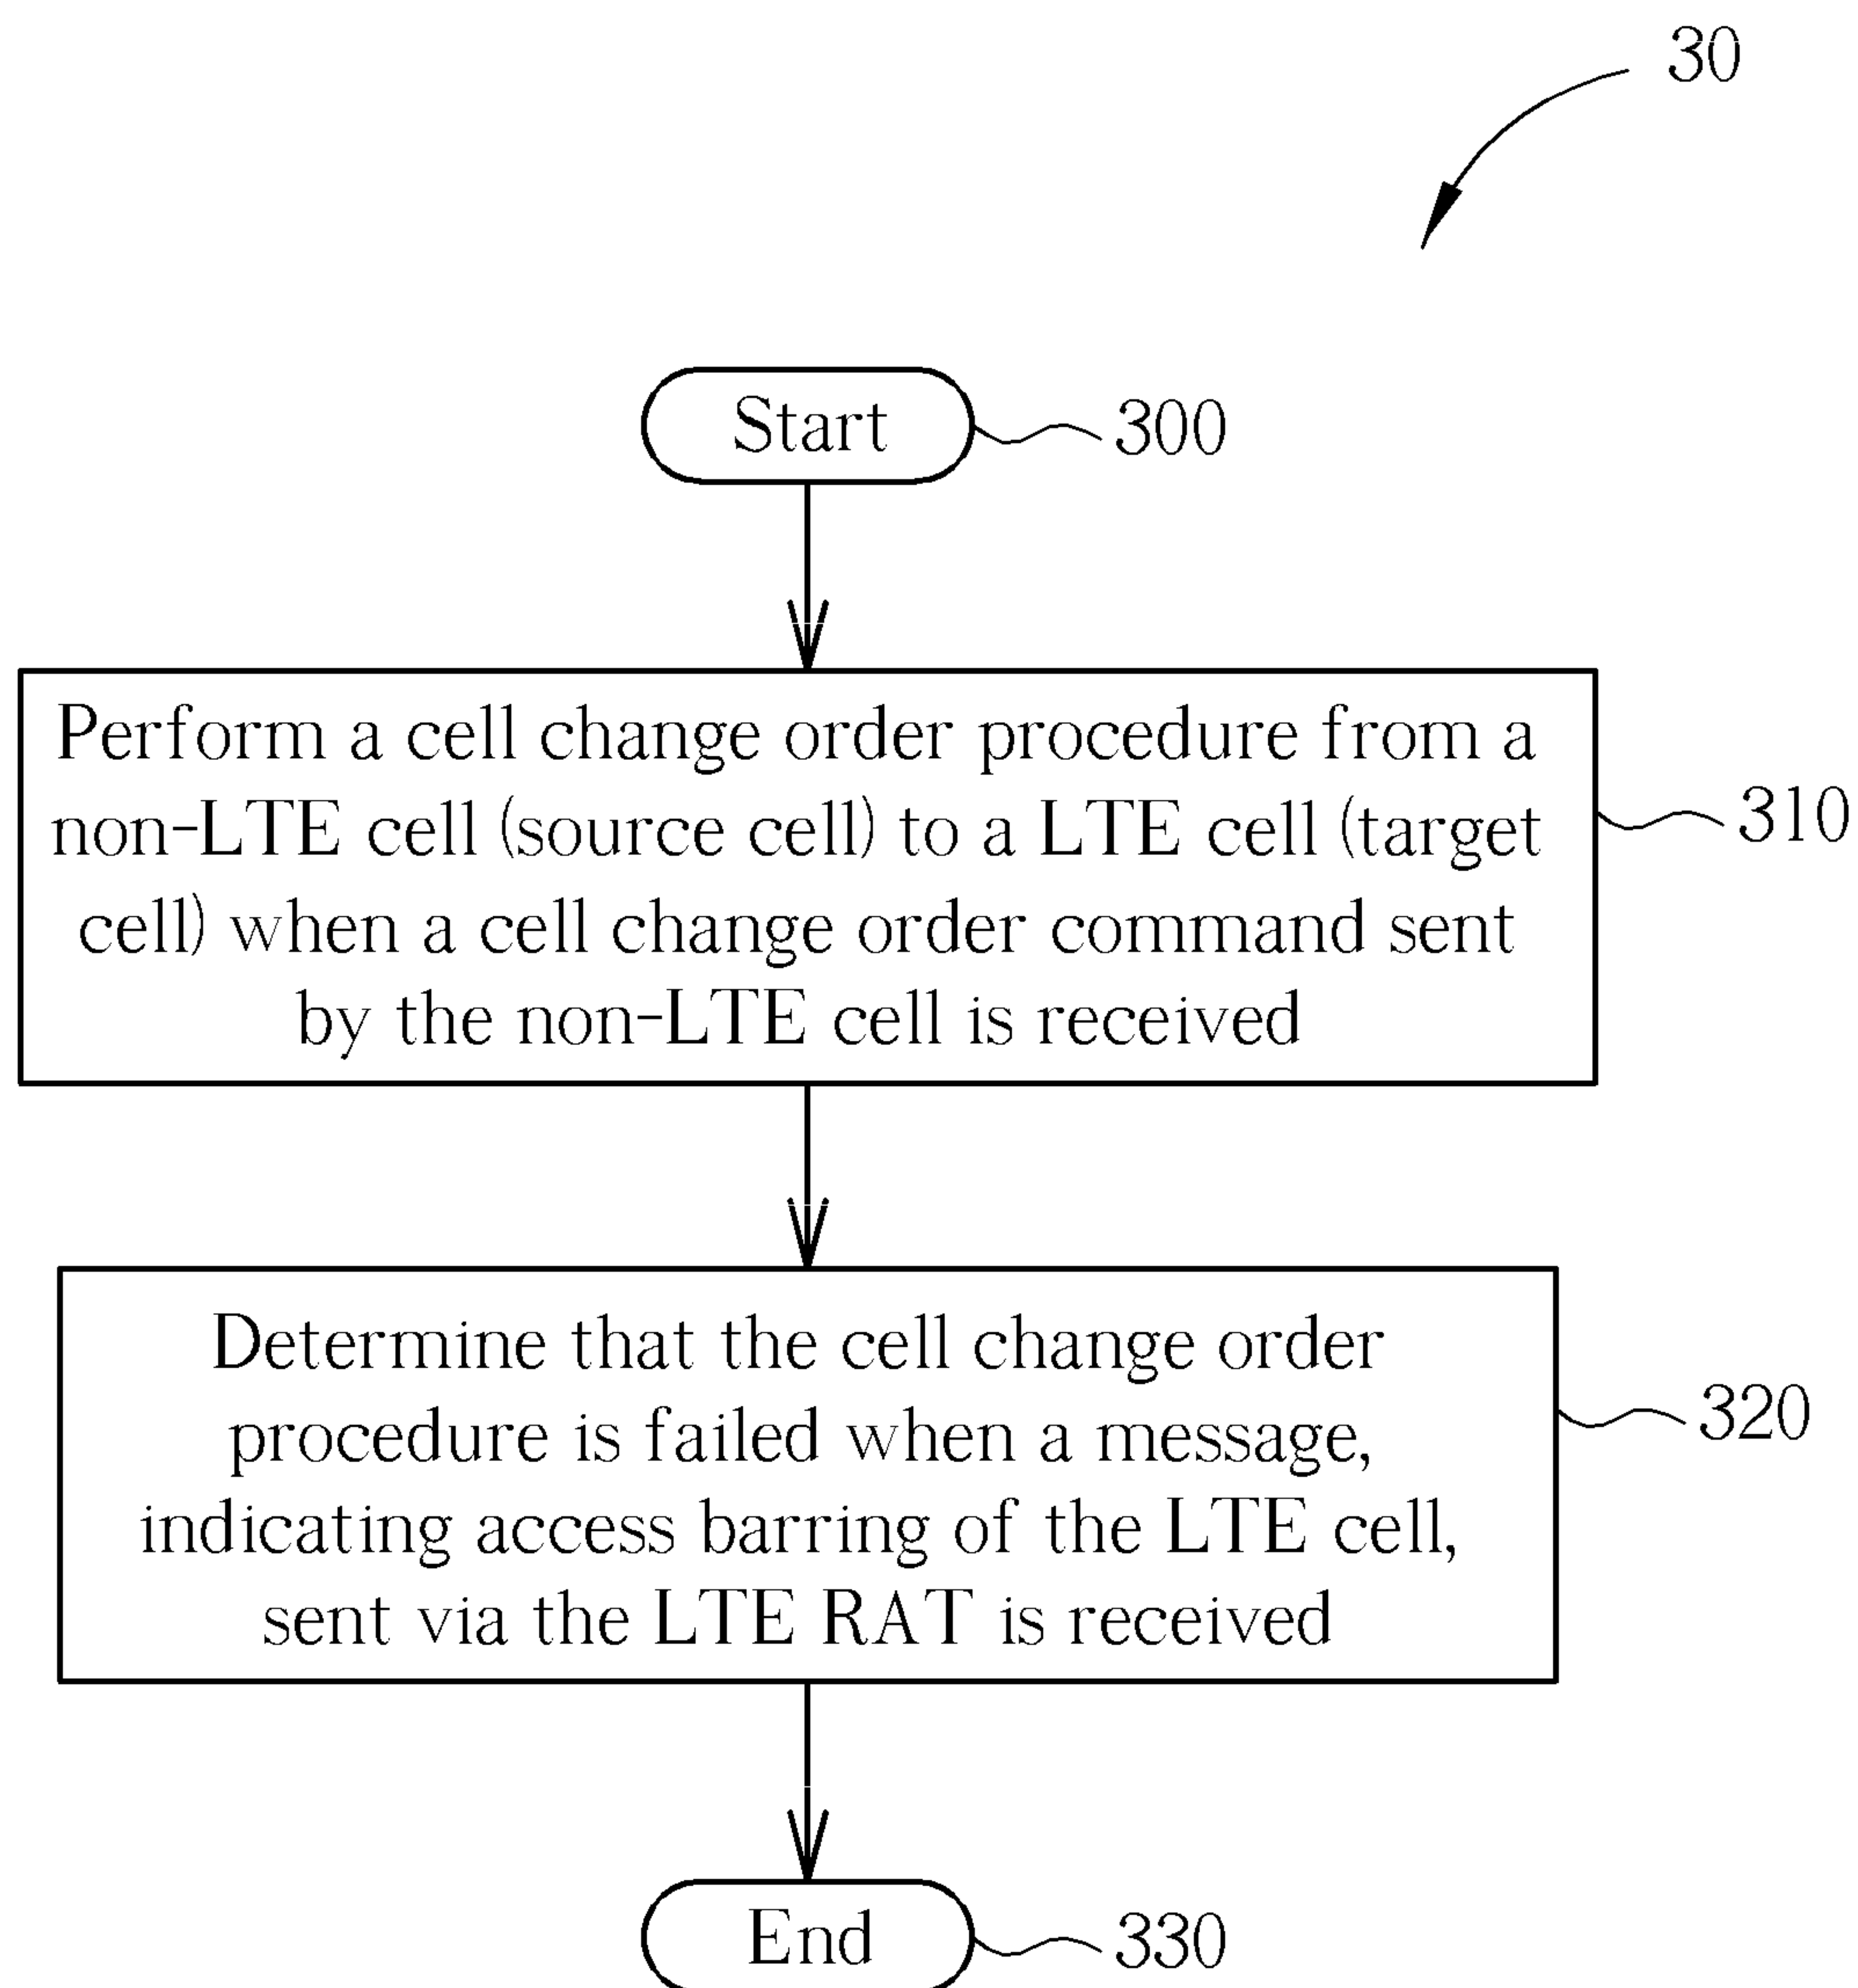 30
Start
300
Perform a cell change order procedure from a
non-LTE cell (source cell) to a LTE cell (target
cell) when a cell change order command sent
by the non-LTE cell is received
310
Determine that the cell change order
procedure is failed when a message,
indicating access barring of the LTE cell,
sent via the LTE RAT is received
320
End
330